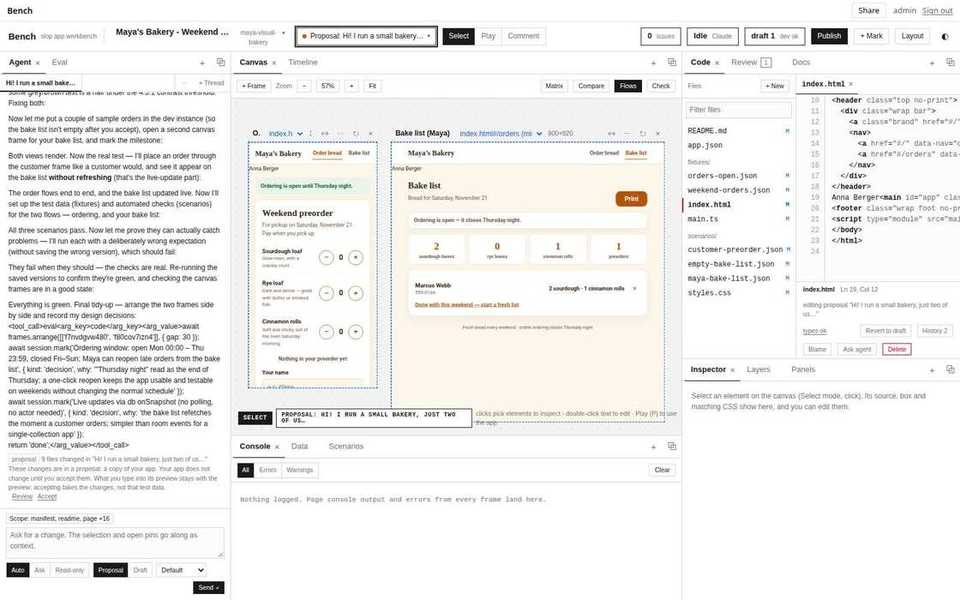 Bench
Share
admin
Sign out
Bench
slop app workbench
Maya's Bakery - Weekend ...
maya-visual-bakery
Proposal: Hi! I run a small bakery...
Select
Play
Comment
0 issues
Idle Claude
draft 1 dev ok
Publish
+ Mark
Layout
Agent ×
Eval
Hi! I run a small bake...
+ Thread
Fixing both:
Now let me put a couple of sample orders in the dev instance (so the bake list isn't empty after you accept), open a second canvas frame for your bake list, and mark the milestone:
Both views render. Now the real test — I'll place an order through the customer frame like a customer would, and see it appear on the bake list without refreshing (that's the live-update part):
The order flows end to end, and the bake list updated live. Now I'll set up the test data (fixtures) and automated checks (scenarios) for the two flows — ordering, and your bake list:
All three scenarios pass. Now let me prove they can actually catch problems — I'll run each with a deliberately wrong expectation (without saving the wrong version), which should fail:
They fail when they should — the checks are real. Re-running the saved versions to confirm they're green, and checking the canvas frames are in a good state:
Everything is green. Final tidy-up — arrange the two frames side by side and record my design decisions:
<tool_call>eval<arg_key>code</arg_key><arg_value>await frames.arrange([['f7nvdgvw480', 'f80cov7izn4']], { gap: 30 });
await session.mark('Ordering window: open Mon 00:00 – Thu 23:59, closed Fri–Sun; Maya can reopen late orders from the bake list', { kind: 'decision', why: '"Thursday night" read as the end of Thursday; a one-click reopen keeps the app usable and testable on weekends without changing the normal schedule' });
await session.mark('Live updates via db onSnapshot (no polling, no actor needed)', { kind: 'decision', why: 'the bake list refetches the moment a customer orders; simpler than room events for a single-collection app' });
return 'done';</arg_value></tool_call>
proposal 9 files changed in "Hi! I run a small bakery, just two of us..."
These changes are in a proposal: a copy of your app. Your app does not change until you accept them. What you type into its preview stays with the preview; accepting bakes the changes, not that test data.
Review Accept
Scope: manifest, readme, page +16
Ask for a change. The selection and open pins go along as context.
Auto
Ask
Read-only
Proposal
Draft
Default
Send
Canvas ×
Timeline
+ Frame
Zoom
-
57%
+
Fit
Matrix
Compare
Flows
Check
O.
index.h
Maya's Bakery
Order bread
Bake list
Anna Berger
Ordering is open until Thursday night.
Weekend preorder
For pickup on Saturday, November 21.
Pay when you pick up.
Sourdough loaf
− 0 +
Rye loaf
− 0 +
Cinnamon rolls
− 0 +
Nothing in your preorder yet
Your name
Bake list (Maya)
index.html#/orders (mi
900×820
Maya's Bakery
Order bread
Bake list
Anna Berger
Bake list
Bread for Saturday, November 21
Print
Ordering is open — it closes Thursday night.
2
sourdough loaves
0
rye loaves
1
cinnamon rolls
1
preorders
Marcus Webb
2 sourdough · 1 cinnamon rolls ×
Done with this weekend — start a fresh list
Fresh bread every weekend · online ordering closes Thursday night
SELECT
PROPOSAL: HI! I RUN A SMALL BAKERY, JUST TWO OF US…
clicks pick elements to inspect · double-click text to edit · Play (P) to use the app
Console ×
Data
Scenarios
All
Errors
Warnings
Clear
Nothing logged. Page console output and errors from every frame land here.
Code ×
Review 1
Docs
Files
+ New
Filter files
README.md M
app.json
fixtures/
orders-open.json M
weekend-orders.json M
index.html M
main.ts M
scenarios/
customer-preorder.json M
empty-bake-list.json M
maya-bake-list.json M
styles.css M
index.html ×
10 <header class="top no-print">
11 <div class="wrap bar">
12 <a class="brand" href="#/"
13 <nav>
14 <a href="#/" data-nav="o
15 <a href="#/orders" data-
16 </nav>
17 </div>
18 </header>
19 Anna Berger<main id="app" clas
20 <footer class="wrap foot no-pr
21 <script type="module" src="mai
22 </body>
23 </html>
24
index.html Ln 19, Col 12
editing proposal "Hi! I run a small bakery, just two of us…"
types ok
Revert to draft
History 2
Blame
Ask agent
Delete
Inspector ×
Layers
Panels
Select an element on the canvas (Select mode, click). Its source, box and matching CSS show here, and you can edit them.